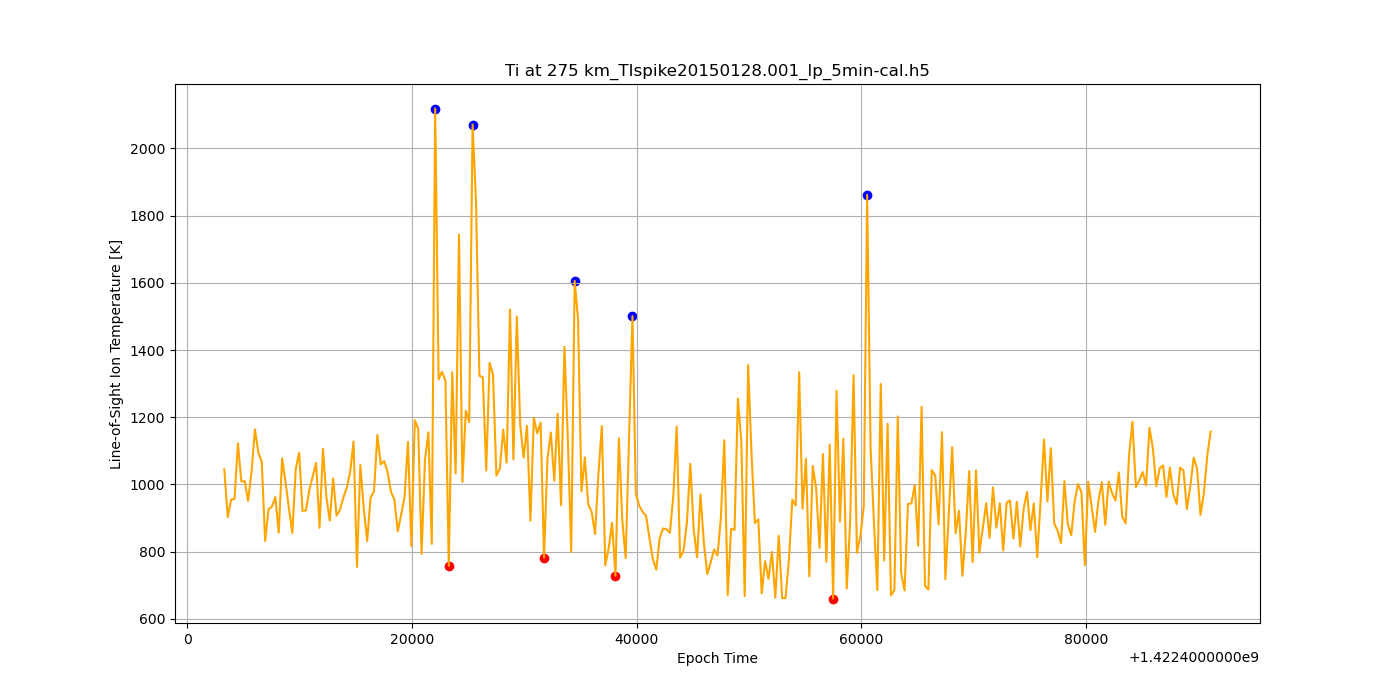 Ti at 275 km_TIspike20150128.001_lp_5min-cal.h5
Line-of-Sight Ion Temperature [K]
2000
1800
1600
1400
1200
1000
800
600
0 20000 40000 60000 80000
Epoch Time
+1.4224000000e9